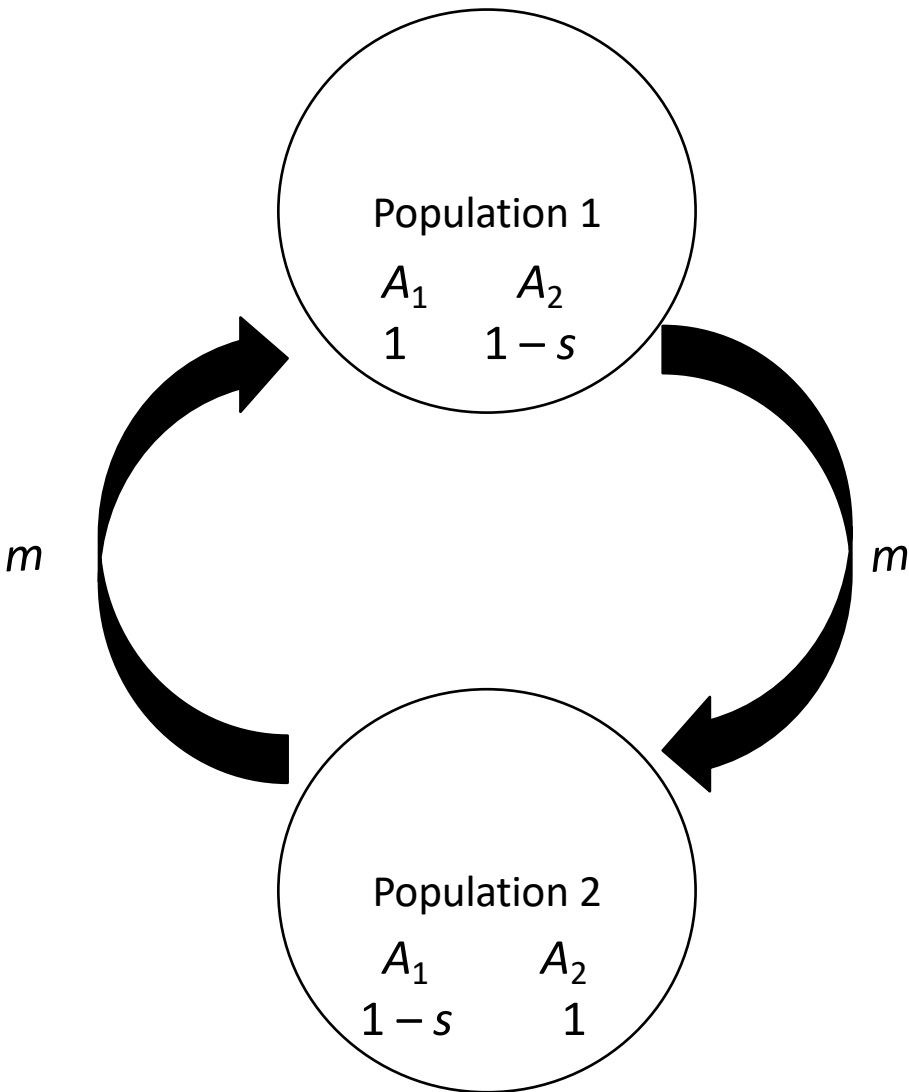 Population 1
A₁ A₂
1 1 – s
m m
Population 2
A₁ A₂
1 – s 1